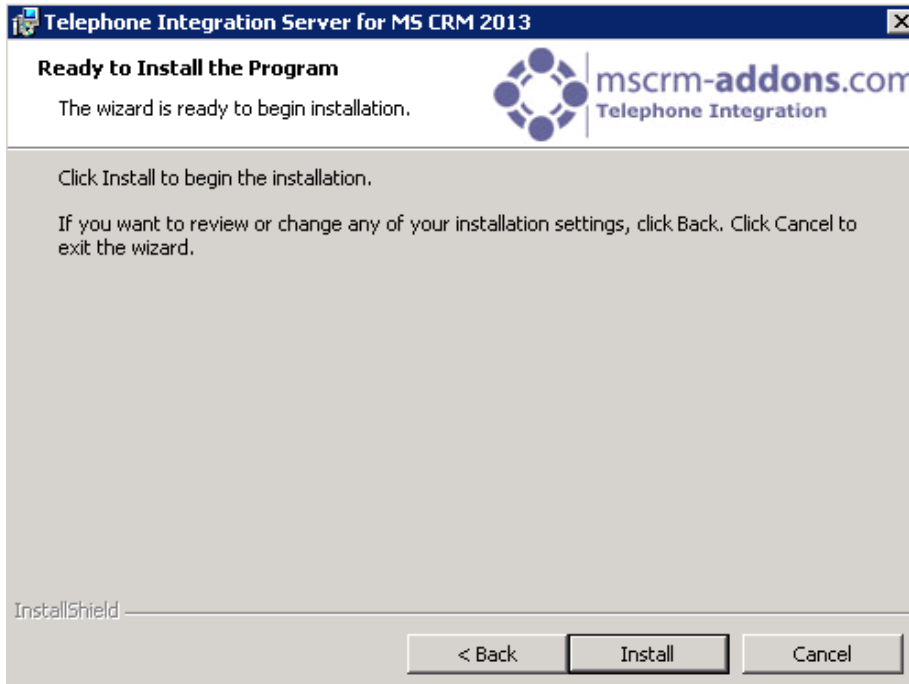 Telephone Integration Server for MS CRM 2013
Ready to Install the Program
The wizard is ready to begin installation.
mscrm-addons.com
Telephone Integration
Click Install to begin the installation.
If you want to review or change any of your installation settings, click Back. Click Cancel to
exit the wizard.
InstallShield
< Back
Install
Cancel